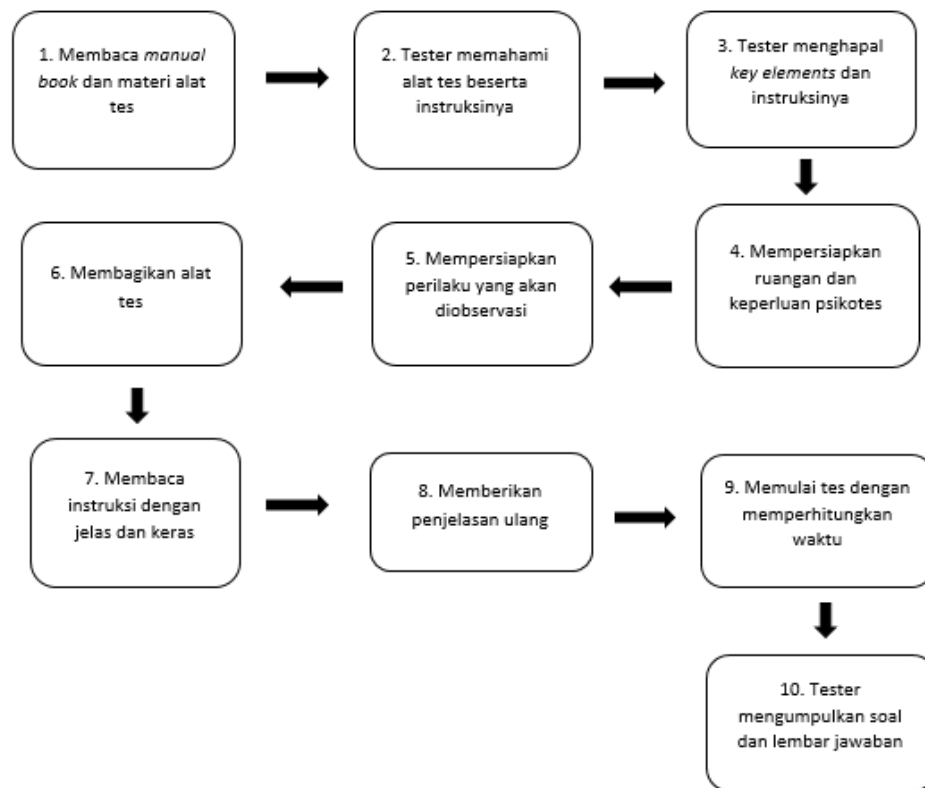 1. Membaca manual
book dan materi alat
tes
2. Tester memahami
alat tes beserta
instruksinya
3. Tester menghapal
key elements dan
instruksinya
4. Mempersiapkan
ruangan dan
keperluan psikotes
5. Mempersiapkan
perilaku yang akan
diobservasi
6. Membagikan alat
tes
7. Membaca
instruksi dengan
jelas dan keras
8. Memberikan
penjelasan ulang
9. Memulai tes dengan
memperhitungkan
waktu
10. Tester
mengumpulkan soal
dan lembar jawaban